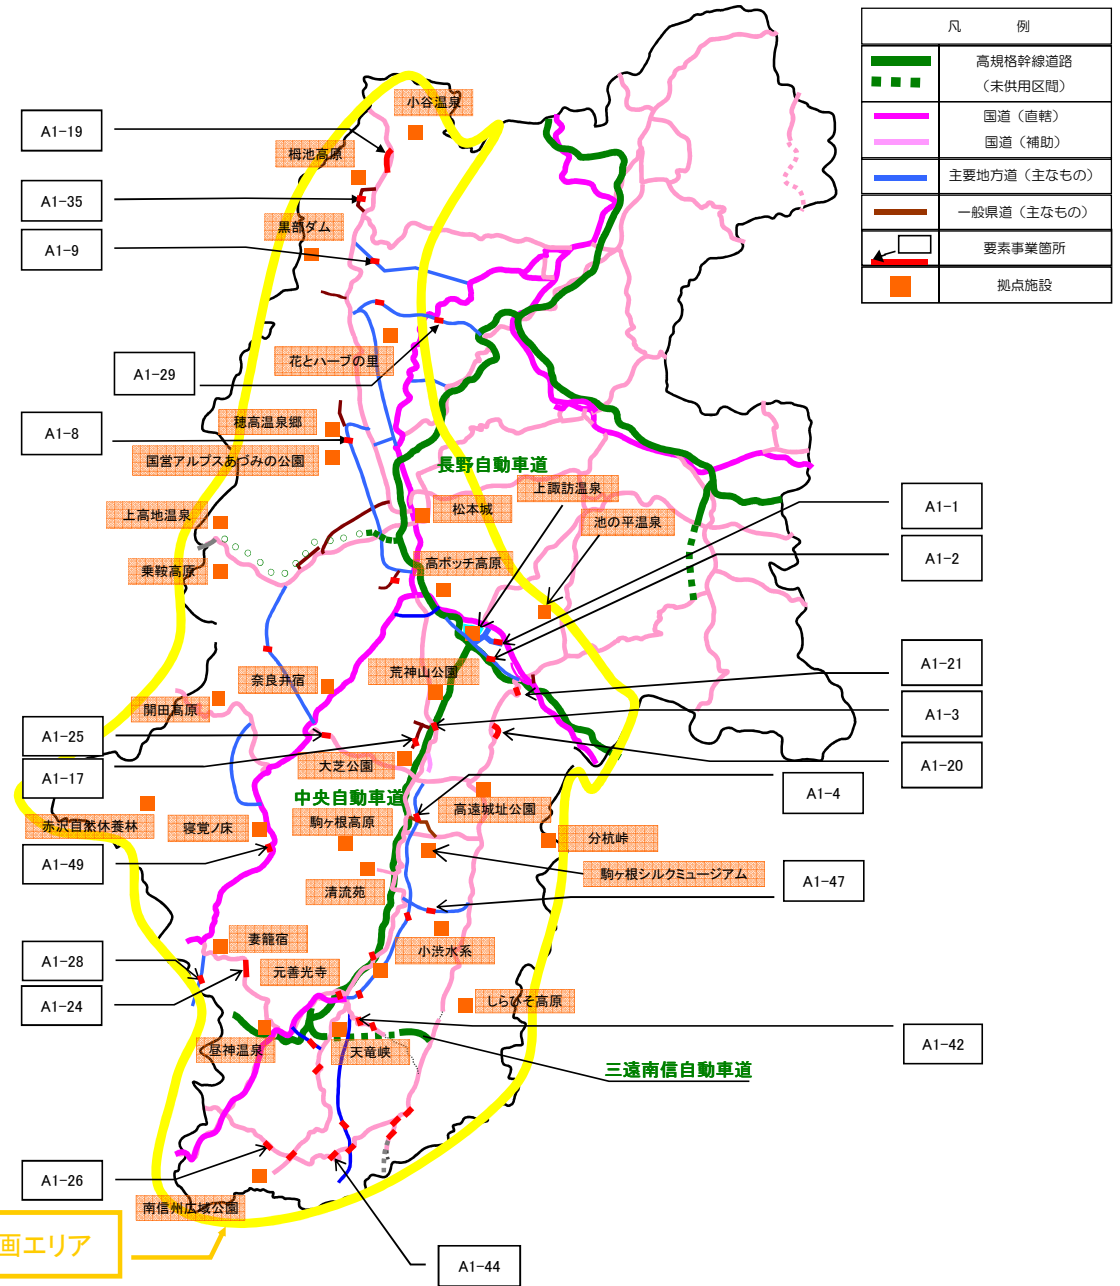 凡 例
高規格幹線道路
（未供用区間）
国道（直轄）
国道（補助）
主要地方道（主なもの）
一般県道（主なもの）
要素事業箇所
拠点施設
小谷温泉
A1-19
栂池高原
A1-35
黒部ダム
A1-9
花とハーブの里
A1-29
穂高温泉郷
A1-8
国営アルプスあづみの公園
長野自動車道
上諏訪温泉
松本城
池の平温泉
上高地温泉
A1-1
A1-2
乗鞍高原
高ボッチ高原
荒神山公園
A1-21
奈良井宿
開田高原
A1-3
A1-25
大芝公園
A1-20
A1-17
A1-4
中央自動車道
高遠城址公園
赤沢自然休養林
寝覚ノ床
駒ヶ根高原
分杭峠
A1-49
駒ヶ根シルクミュージアム
A1-47
清流苑
妻籠宿
小渋水系
A1-28
元善光寺
A1-24
しらびそ高原
昼神温泉
天竜峡
A1-42
三遠南信自動車道
A1-26
南信州広域公園
画エリア
A1-44